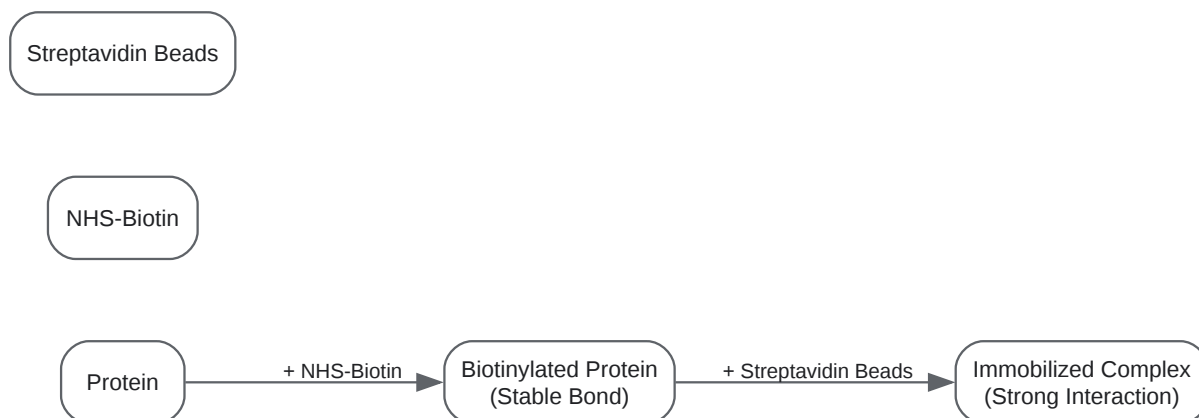 Streptavidin Beads
NHS-Biotin
Protein
+ NHS-Biotin
Biotinylated Protein
(Stable Bond)
+ Streptavidin Beads
Immobilized Complex
(Strong Interaction)